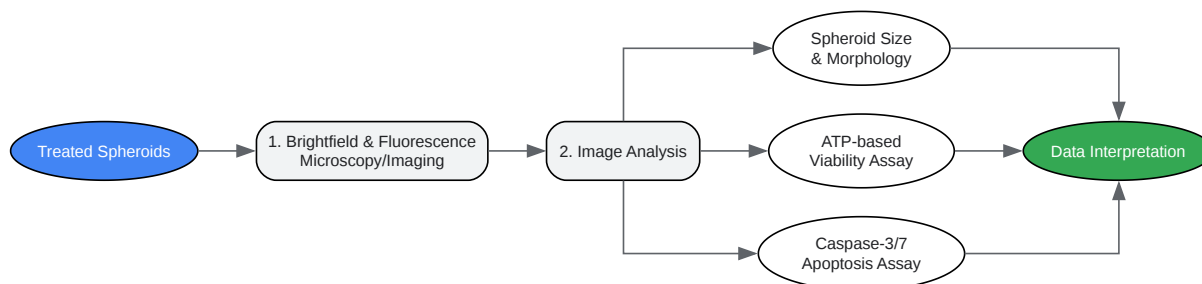 Treated Spheroids
1. Brightfield & Fluorescence
Microscopy/Imaging
2. Image Analysis
Spheroid Size
& Morphology
ATP-based
Viability Assay
Caspase-3/7
Apoptosis Assay
Data Interpretation